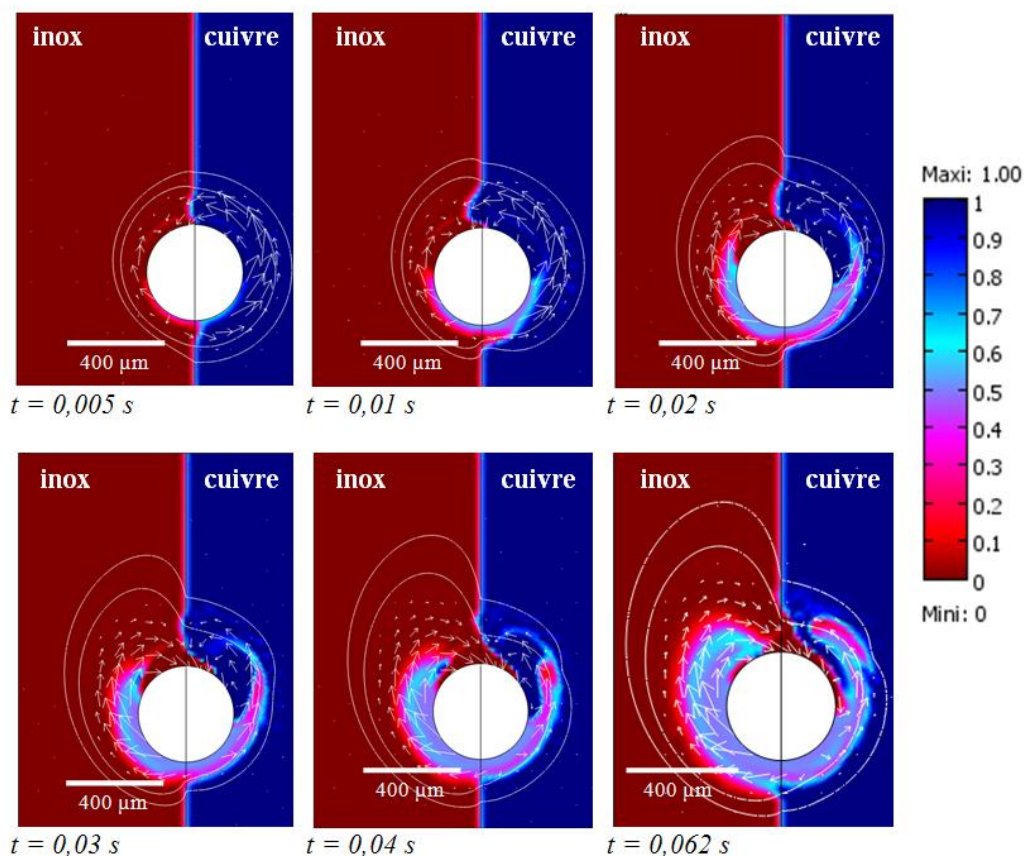 inox cuivre
400 µm
t = 0,005 s
inox cuivre
400 µm
t = 0,01 s
inox cuivre
400 µm
t = 0,02 s
Maxi: 1.00
1
0.9
0.8
0.7
0.6
0.5
0.4
0.3
0.2
0.1
0
Mini: 0
inox cuivre
400 µm
t = 0,03 s
inox cuivre
400 µm
t = 0,04 s
inox cuivre
400 µm
t = 0,062 s